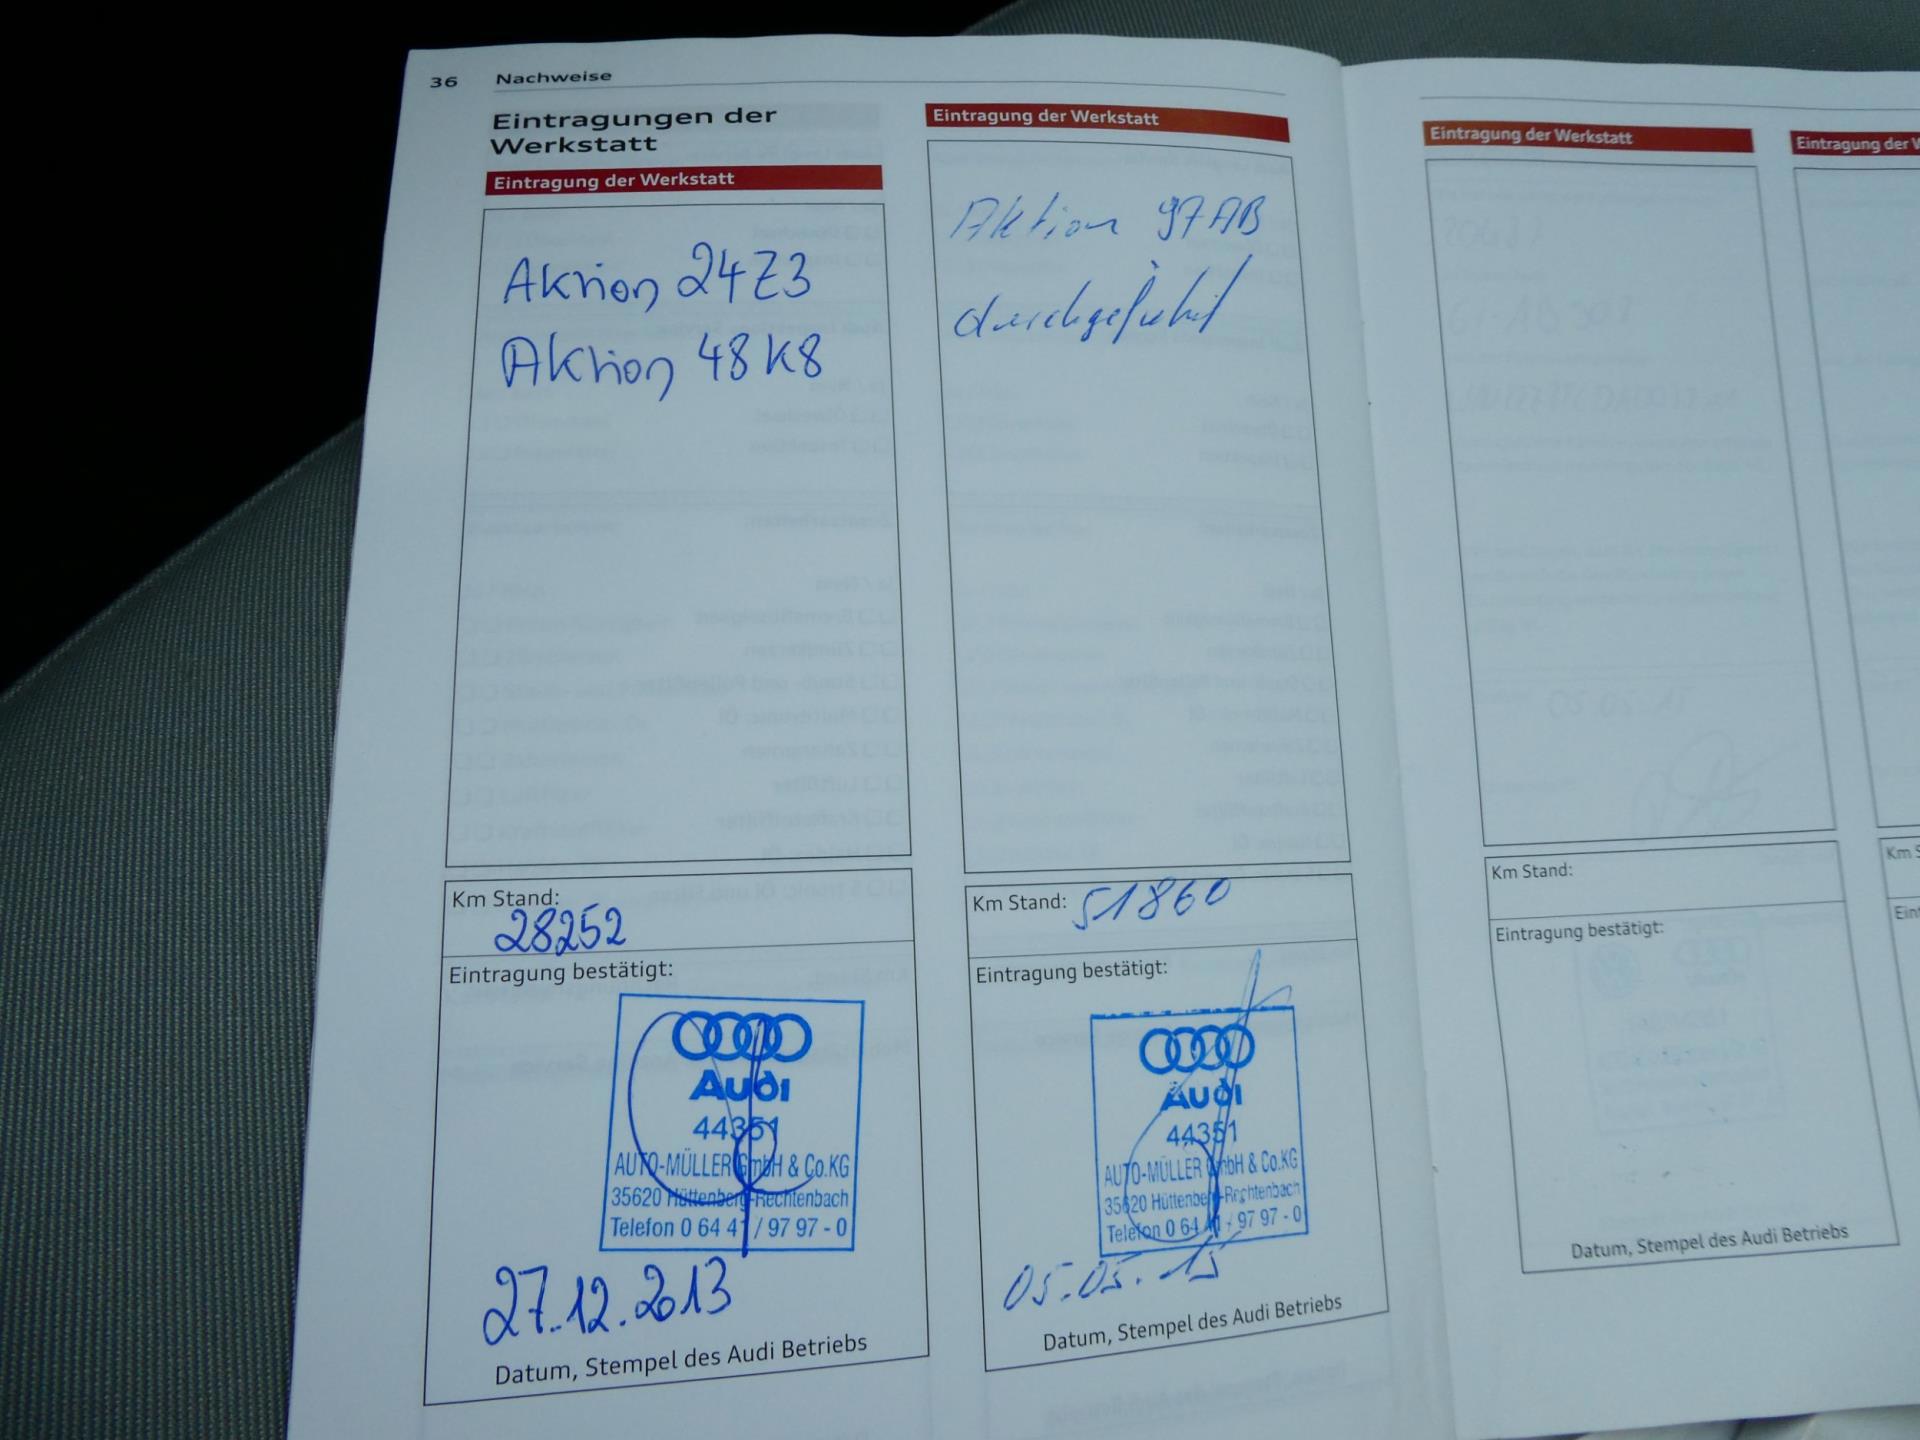 36 Nachweise
Eintragungen der
Werkstatt
Eintragung der Werkstatt
Aktion 24Z3
Aktion 48K8
Km Stand:
28252
Eintragung bestätigt:
Audi
44351
AUTO-MÜLLER GmbH & Co.KG
35620 Hüttenberg-Rechtenbach
Telefon 0 64 41 / 97 97 - 0
27.12.2013
Datum, Stempel des Audi Betriebs
Eintragung der Werkstatt
Aktion 97AB
durchgeführt
Km Stand: 51860
Eintragung bestätigt:
Audi
44351
AUTO-MÜLLER GmbH & Co.KG
35620 Hüttenberg-Rechtenbach
Telefon 0 64 41 / 97 97 - 0
05.05.15
Datum, Stempel des Audi Betriebs
Eintragung der Werkstatt
Km Stand:
Eintragung bestätigt:
Datum, Stempel des Audi Betriebs
Eintragung der
Km